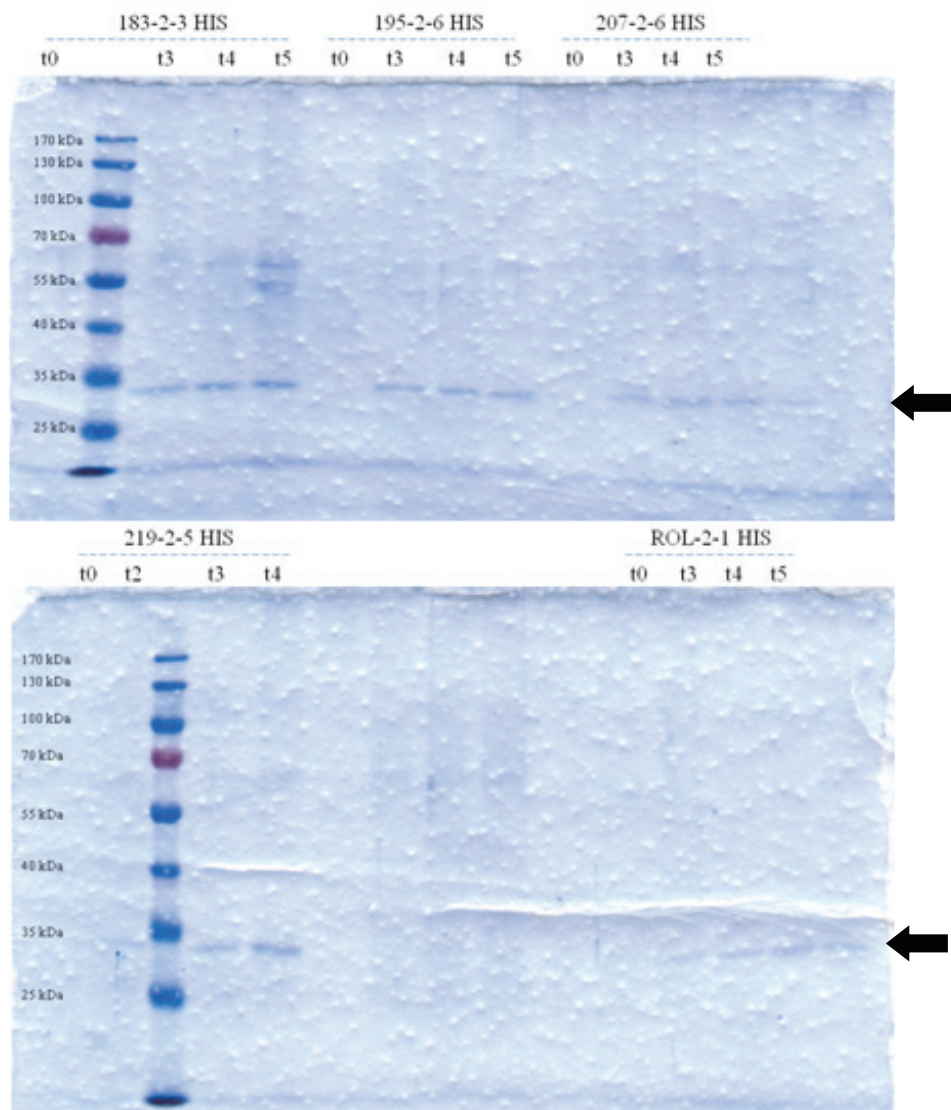 183-2-3 HIS 195-2-6 HIS 207-2-6 HIS
t0 t3 t4 t5 t0 t3 t4 t5 t0 t3 t4 t5
170 kDa
130 kDa
100 kDa
70 kDa
55 kDa
40 kDa
35 kDa
25 kDa
219-2-5 HIS ROL-2-1 HIS
t0 t2 t3 t4 t0 t3 t4 t5
170 kDa
130 kDa
100 kDa
70 kDa
55 kDa
40 kDa
35 kDa
25 kDa